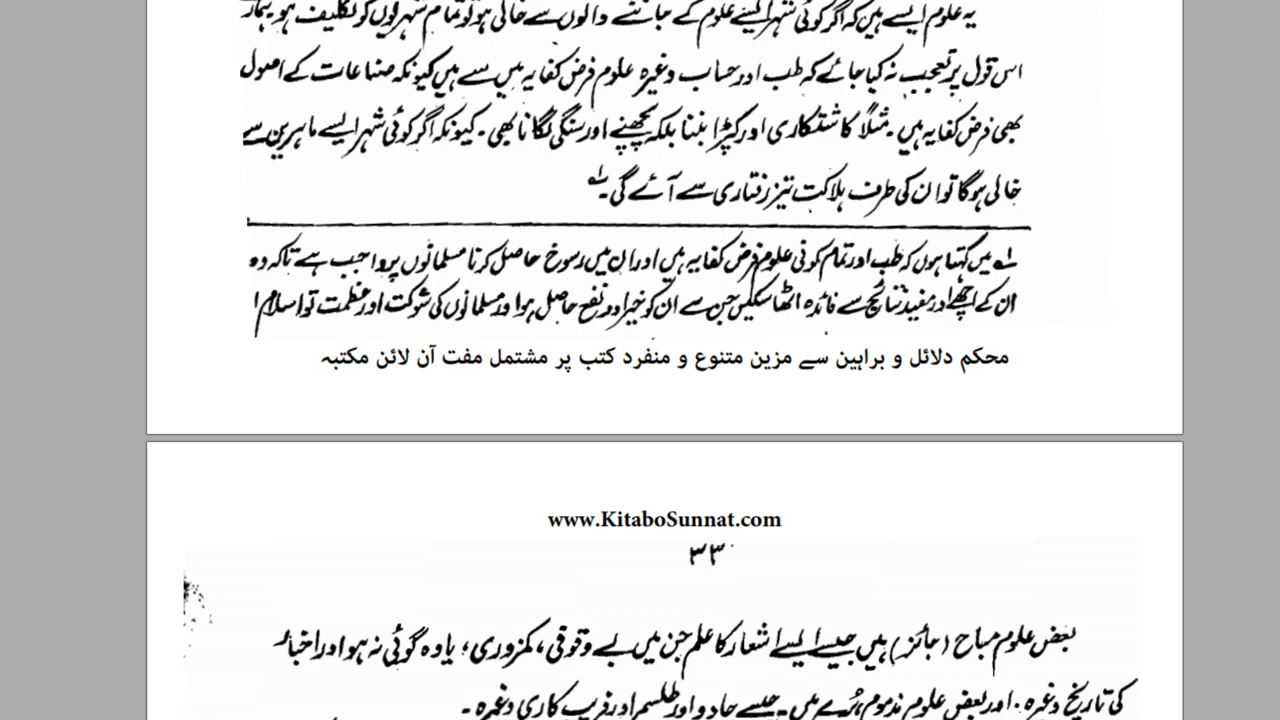 یہ علوم ایسے ہیں کہ اگر کوئی شہر ایسے علوم کے جاننے والوں سے خالی ہو تو تمام شہریوں کو تکلیف ہو
اس قول پر تعجب نہ کیا جائے کہ طب اور حساب وغیرہ علوم فرض کفایہ میں سے ہیں کیونکہ صناعات کے اصول
بھی فرض کفایہ ہیں۔ مثلاً کاشتکاری اور کپڑا بننا بلکہ پچھنے اور سنگی لگانا بھی۔ کیونکہ اگر کوئی شہر ایسے ماہرین سے
خالی ہوگا تو ان کی طرف ہلاکت تیز رفتاری سے آئے گی۔ لہ
لہ میں کہتا ہوں کہ طب اور تمام کونی علوم فرض کفایہ ہیں اور ان میں رسوخ حاصل کرنا مسلمانوں پر واجب ہے تاکہ وہ
ان کے اچھے اور مفید نتائج سے فائدہ اٹھا سکیں جن سے ان کو خیر اور نفع حاصل ہو اور مسلمانوں کی شوکت اور عظمت تو اسلام
محکم دلائل و براہین سے مزین متنوع و منفرد کتب پر مشتمل مفت آن لائن مکتبہ
www.KitaboSunnat.com
۳۳
بعض علوم مباح (جائز) ہیں جیسے ایسے اشعار کا علم جن میں بے وقوفی، کمزوری، یاوہ گوئی نہ ہو اور اخبار
کی تاریخ وغیرہ۔ اور بعض علوم مذموم، بُرے ہیں۔ جیسے جادو اور طلسم اور فریب کاری وغیرہ۔